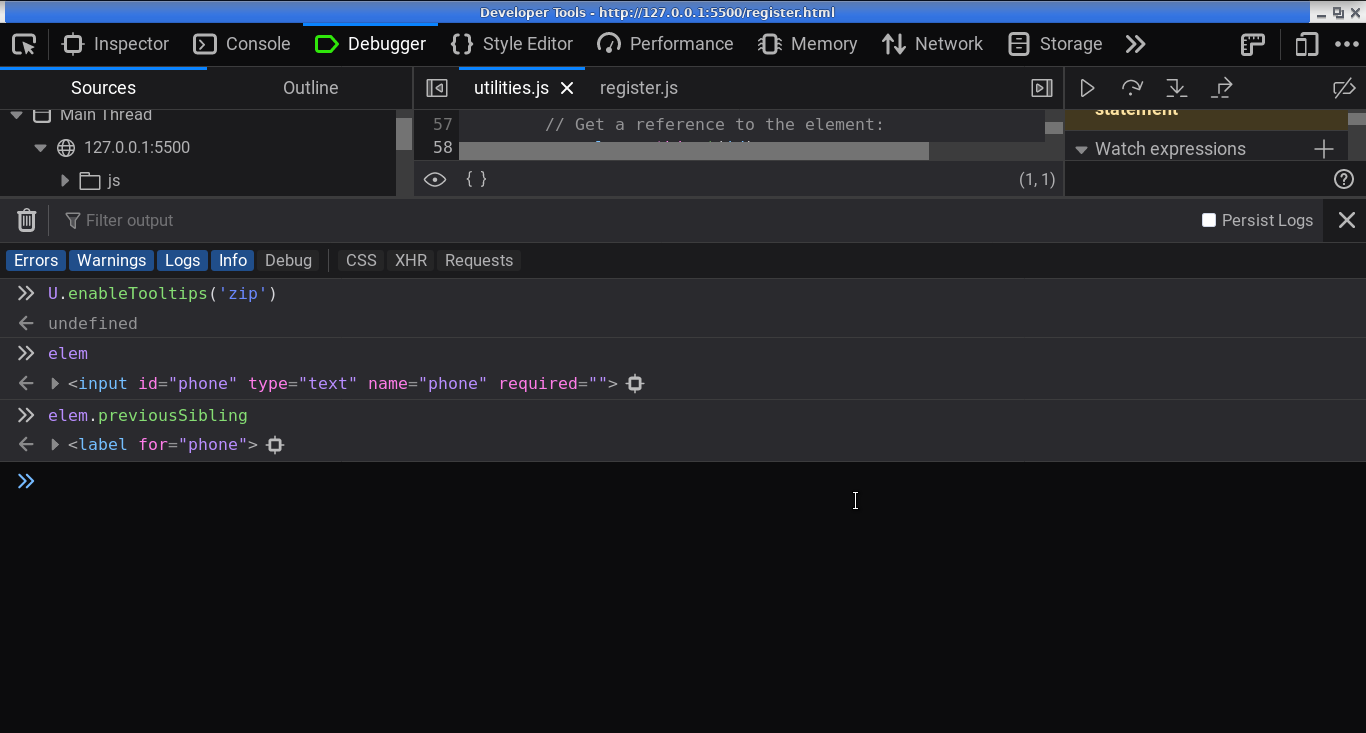 Developer Tools - http://127.0.0.1:5500/register.html
Inspector Console Debugger Style Editor Performance Memory Network Storage
Sources Outline utilities.js register.js
Main Thread
57 // Get a reference to the element:
statement
127.0.0.1:5500
58
Watch expressions
js
{ } (1, 1)
Filter output Persist Logs
Errors Warnings Logs Info Debug CSS XHR Requests
U.enableTooltips('zip')
undefined
elem
<input id="phone" type="text" name="phone" required="">
elem.previousSibling
<label for="phone">